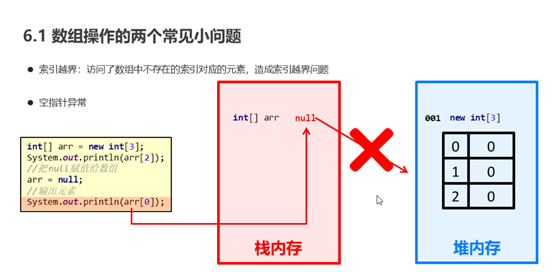 6.1 数组操作的两个常见小问题
● 索引越界：访问了数组中不存在的索引对应的元素，造成索引越界问题
● 空指针异常
int[] arr = new int[3];
System.out.println(arr[2]);
//把null赋值给数组
arr = null;
//输出元素
System.out.println(arr[0]);
int[] arr null
栈内存
001 new int[3]
0 0
1 0
2 0
堆内存